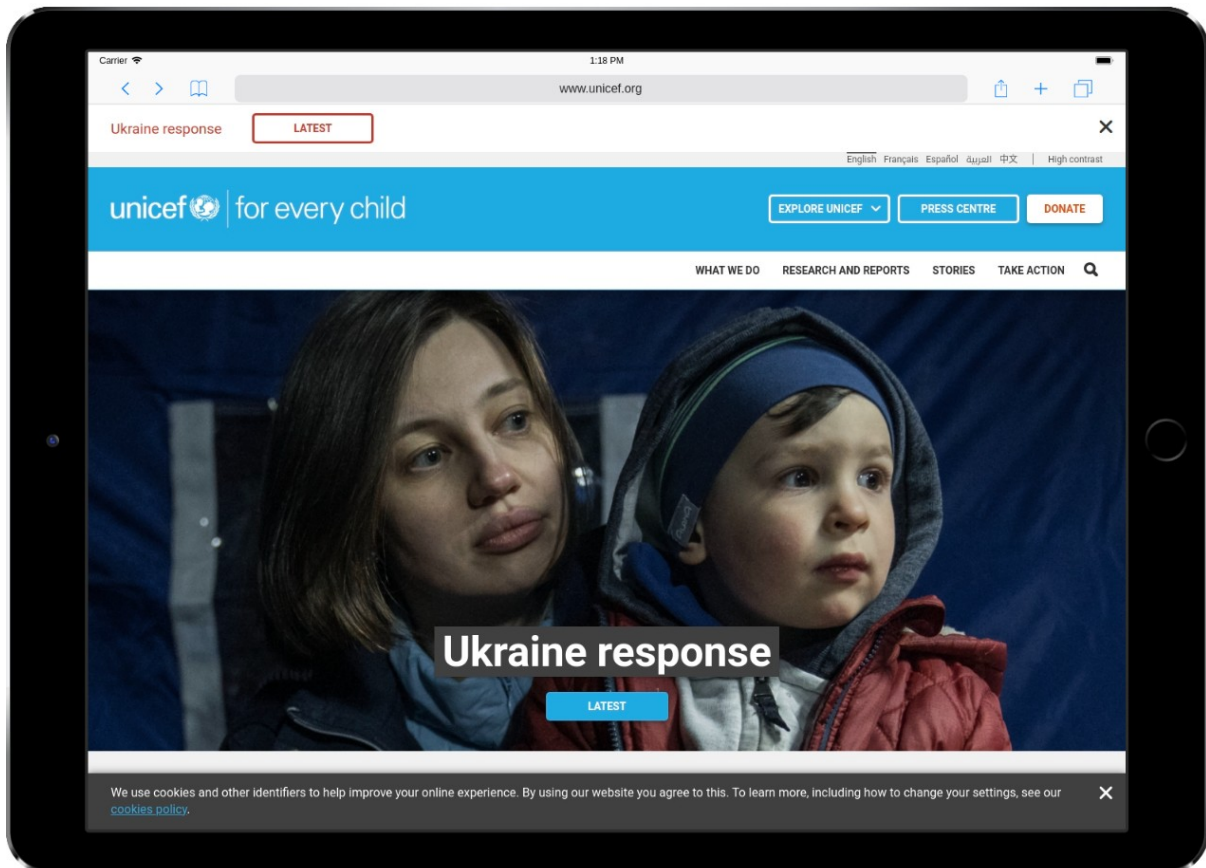 Carrier
1:18 PM
www.unicef.org
Ukraine response
LATEST
English Français Español العربية 中文 | High contrast
unicef for every child
EXPLORE UNICEF
PRESS CENTRE
DONATE
WHAT WE DO
RESEARCH AND REPORTS
STORIES
TAKE ACTION
Ukraine response
LATEST
We use cookies and other identifiers to help improve your online experience. By using our website you agree to this. To learn more, including how to change your settings, see our
cookies policy.